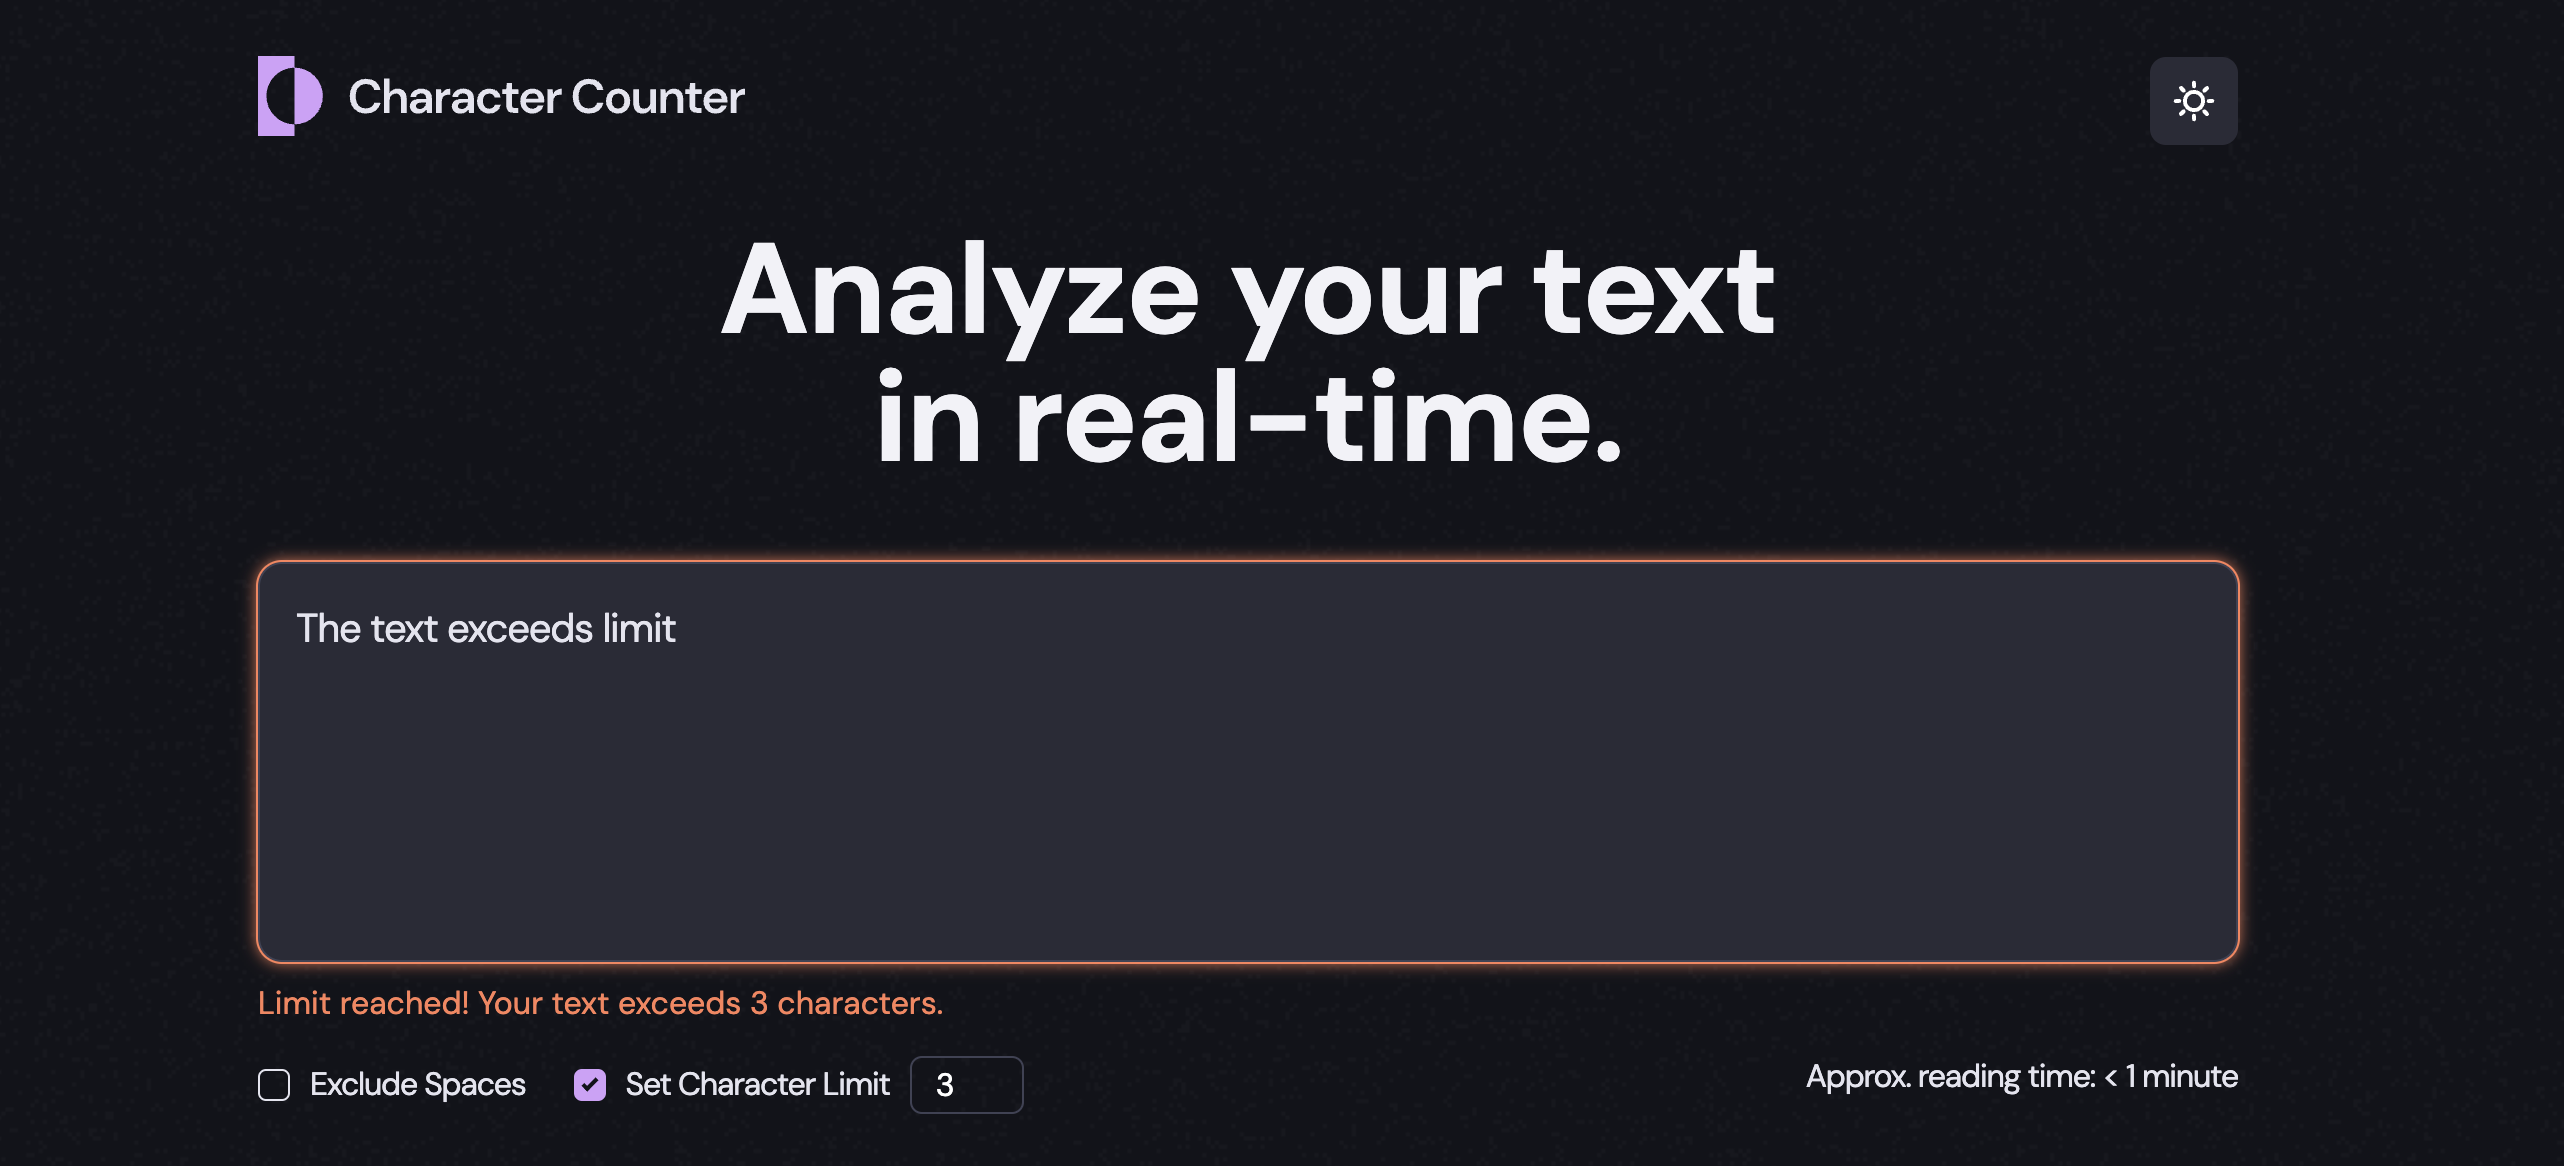 Character Counter
Analyze your text
in real-time.
The text exceeds limit
Limit reached! Your text exceeds 3 characters.
Exclude Spaces
Set Character Limit
3
Approx. reading time: < 1 minute